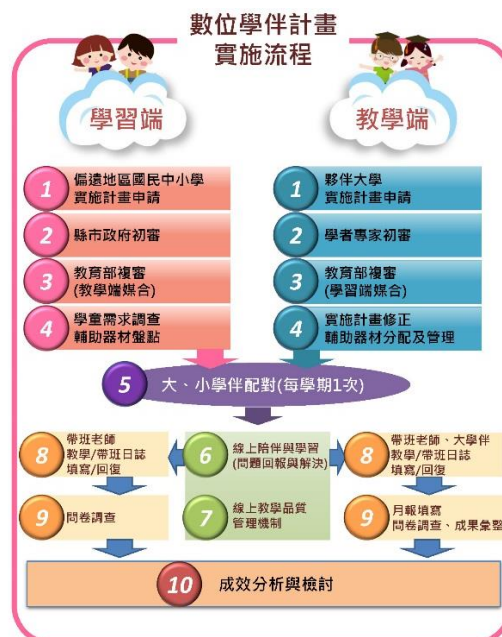 數位學伴計畫
實施流程
學習端
教學端
1
偏遠地區國民中小學
實施計畫申請
2
縣市政府初審
3
教育部複審
(教學端媒合)
4
學童需求調查
輔助器材盤點
1
夥伴大學
實施計畫申請
2
學者專家初審
3
教育部複審
(學習端媒合)
4
實施計畫修正
輔助器材分配及管理
5
大、小學伴配對(每學期1次)
8
帶班老師
教學/帶班日誌
填寫/回復
9
問卷調查
6
線上陪伴與學習
(問題回報與解決)
7
線上教學品質
管理機制
8
帶班老師、大學伴
教學/帶班日誌
填寫/回復
9
月報填寫
問卷調查、成果彙整
10
成效分析與檢討